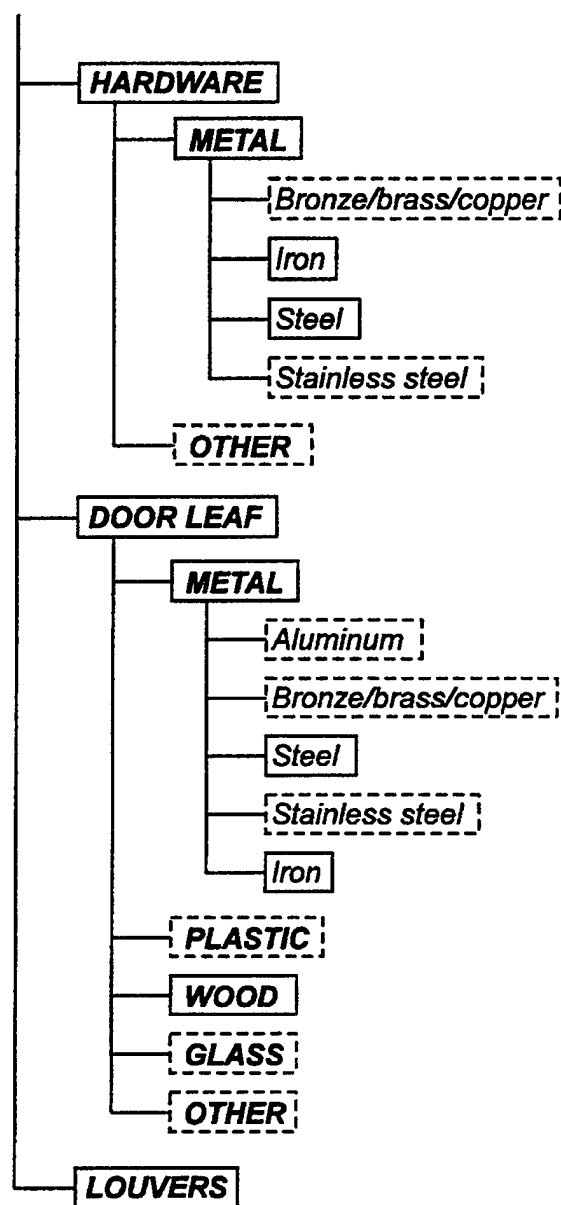 HARDWARE
METAL
Bronze/brass/copper
Iron
Steel
Stainless steel
OTHER
DOOR LEAF
METAL
Aluminum
Bronze/brass/copper
Steel
Stainless steel
Iron
PLASTIC
WOOD
GLASS
OTHER
LOUVERS